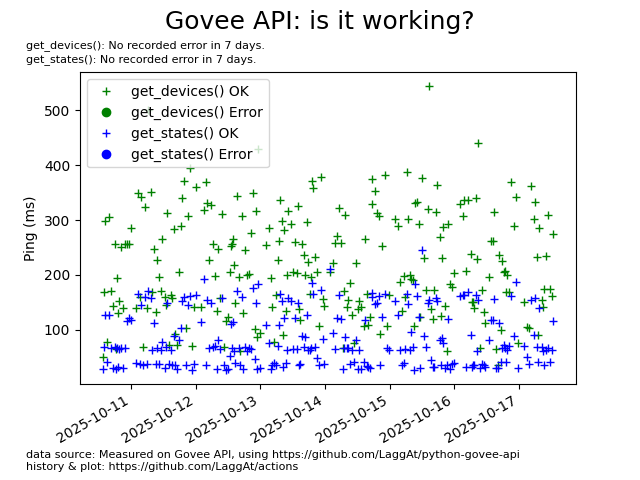 Govee API: is it working?
get_devices(): No recorded error in 7 days.
get_states(): No recorded error in 7 days.
get_devices() OK
get_devices() Error
get_states() OK
get_states() Error
Ping (ms)
500
400
300
200
100
2025-10-11
2025-10-12
2025-10-13
2025-10-14
2025-10-15
2025-10-16
2025-10-17
data source: Measured on Govee API, using https://github.com/LaggAt/python-govee-api
history & plot: https://github.com/LaggAt/actions